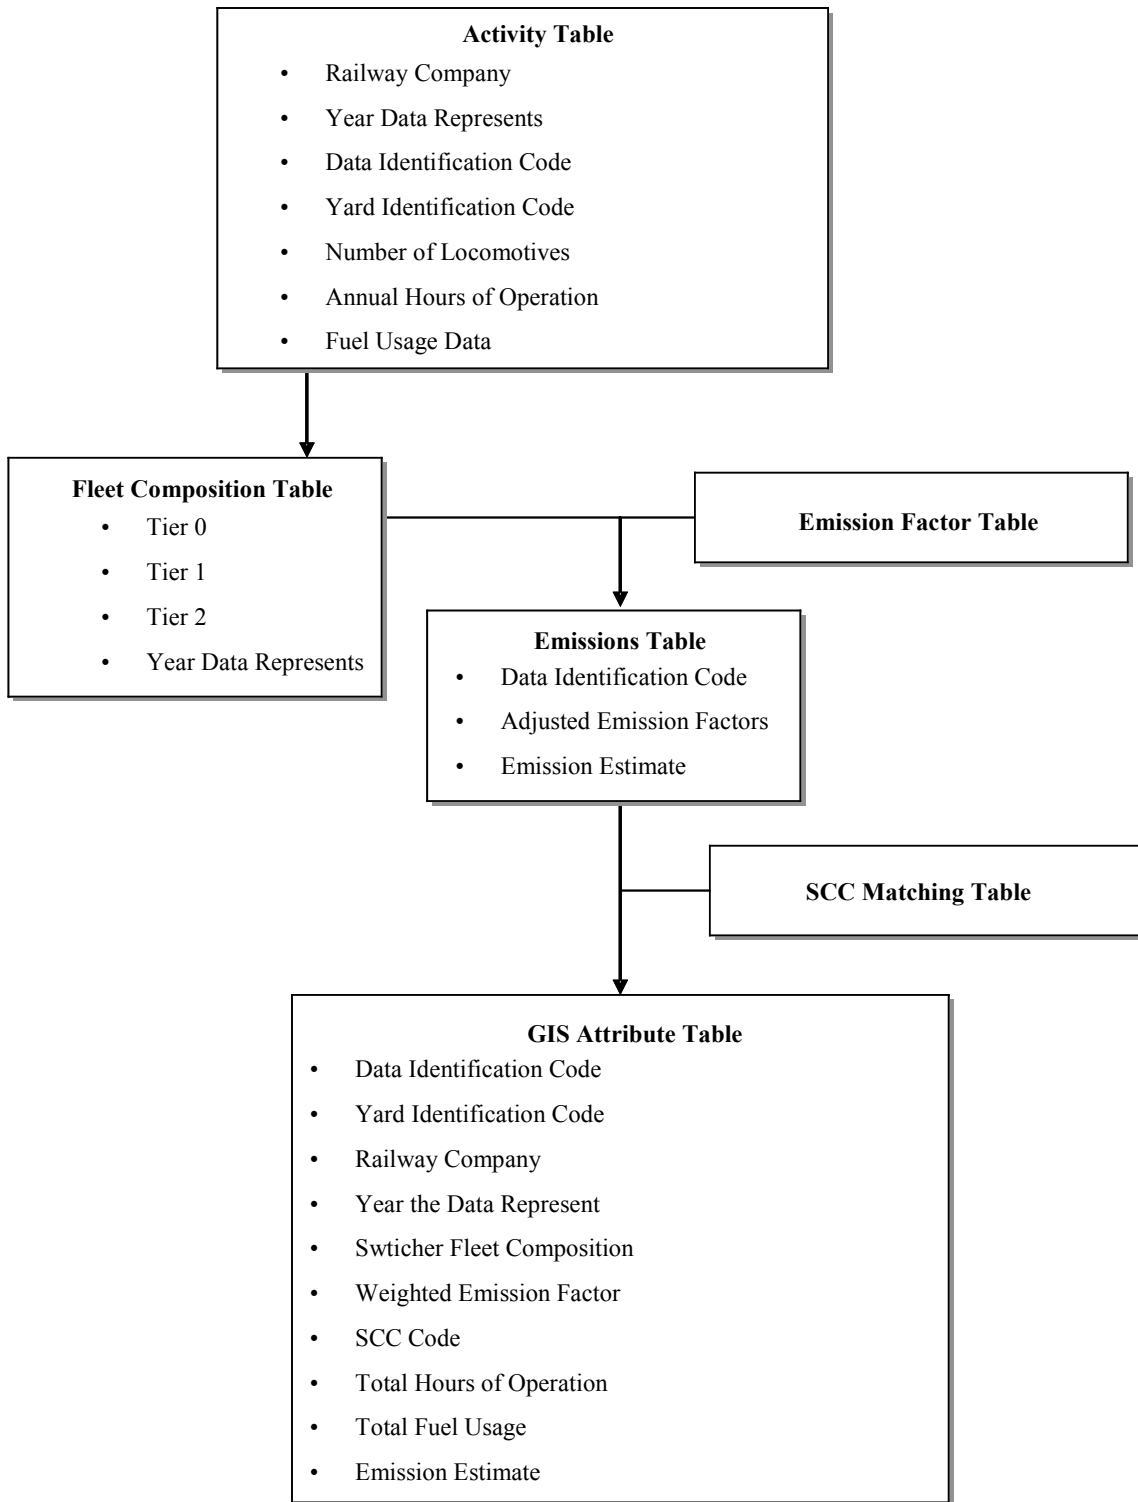 Activity Table
• Railway Company
• Year Data Represents
• Data Identification Code
• Yard Identification Code
• Number of Locomotives
• Annual Hours of Operation
• Fuel Usage Data
Fleet Composition Table
• Tier 0
• Tier 1
• Tier 2
• Year Data Represents
Emission Factor Table
Emissions Table
• Data Identification Code
• Adjusted Emission Factors
• Emission Estimate
SCC Matching Table
GIS Attribute Table
• Data Identification Code
• Yard Identification Code
• Railway Company
• Year the Data Represent
• Swticher Fleet Composition
• Weighted Emission Factor
• SCC Code
• Total Hours of Operation
• Total Fuel Usage
• Emission Estimate